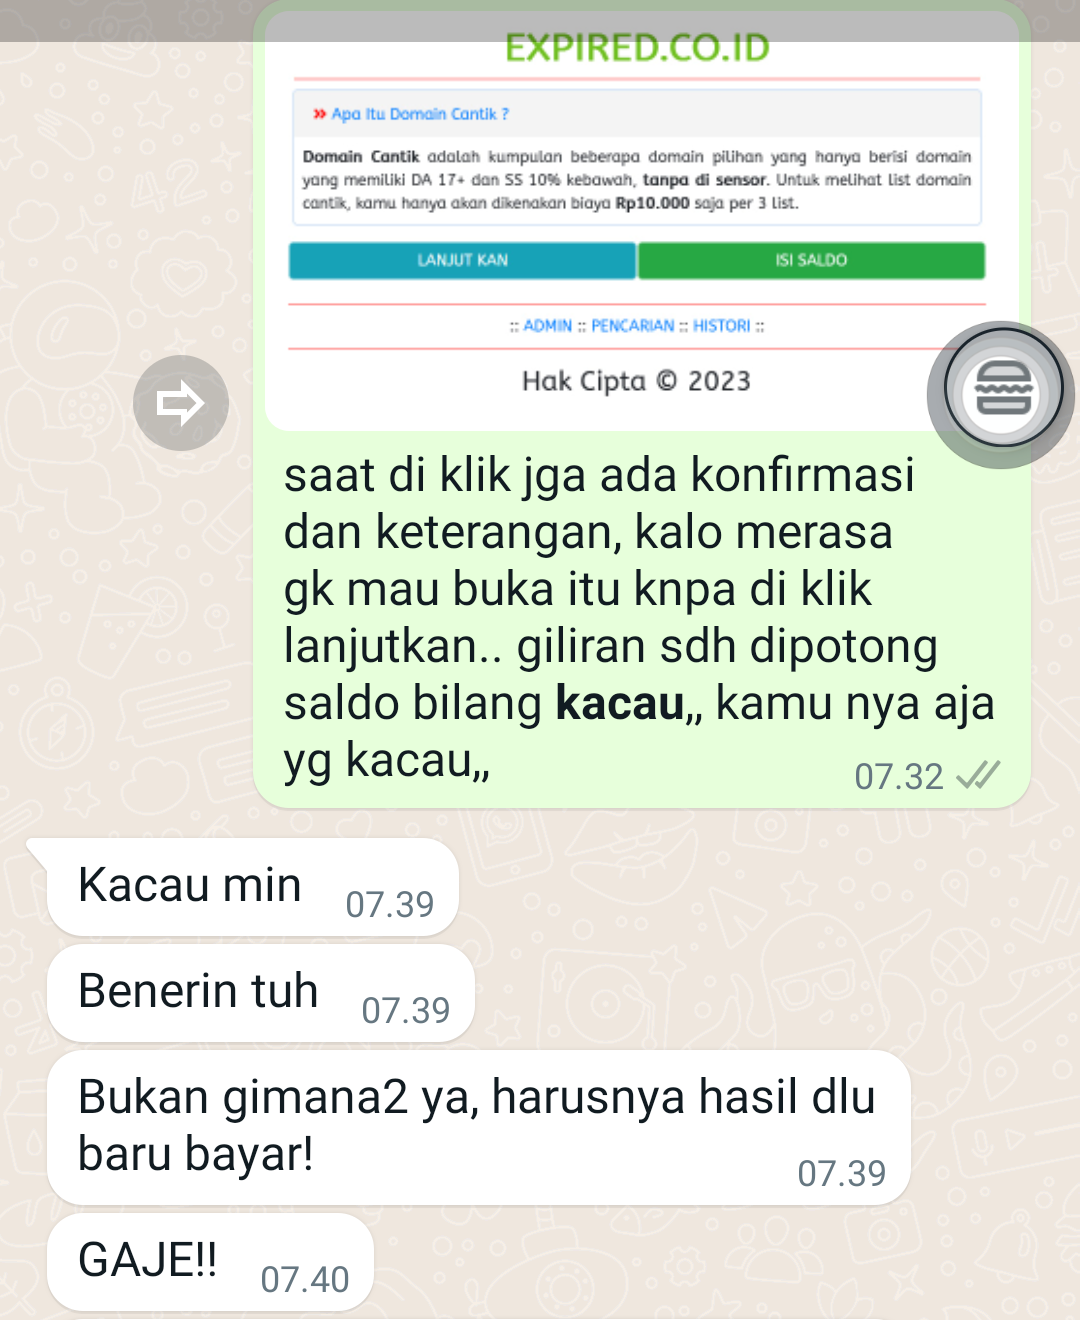 EXPIRED.CO.ID
» Apa Itu Domain Cantik ?
Domain Cantik adalah kumpulan beberapa domain pilihan yang hanya berisi domain
yang memiliki DA 17+ dan SS 10% kebawah, tanpa di sensor. Untuk melihat list domain
cantik, kamu hanya akan dikenakan biaya Rp10.000 saja per 3 list.
LANJUT KAN
ISI SALDO
:: ADMIN :: PENCARIAN :: HISTORI ::
Hak Cipta © 2023
saat di klik jga ada konfirmasi
dan keterangan, kalo merasa
gk mau buka itu knpa di klik
lanjutkan.. giliran sdh dipotong
saldo bilang kacau,, kamu nya aja
yg kacau,,
07.32
Kacau min
07.39
Benerin tuh
07.39
Bukan gimana2 ya, harusnya hasil dlu
baru bayar!
07.39
GAJE!!
07.40